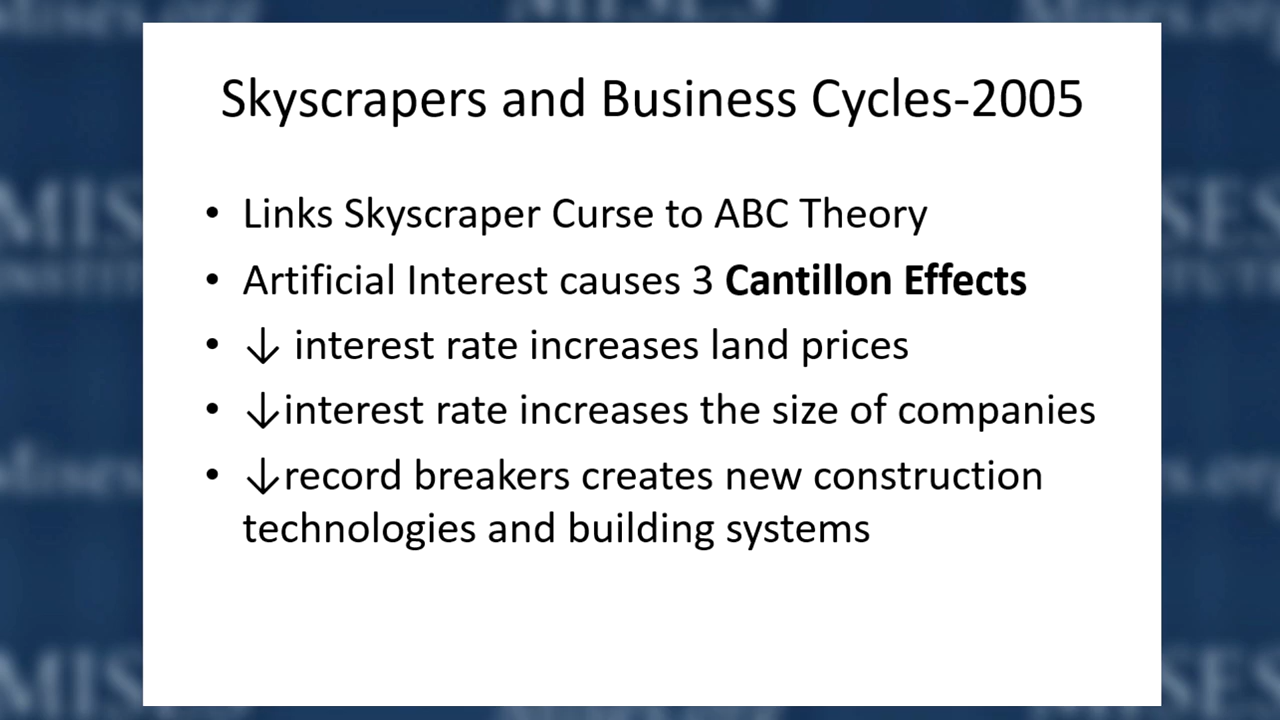 Skyscrapers and Business Cycles-2005
• Links Skyscraper Curse to ABC Theory
• Artificial Interest causes 3 Cantillon Effects
• ↓ interest rate increases land prices
• ↓interest rate increases the size of companies
• ↓record breakers creates new construction
technologies and building systems